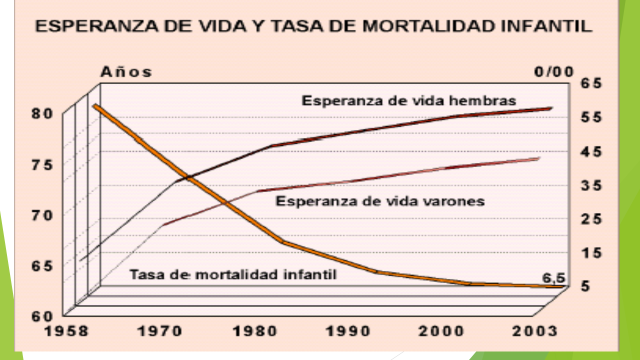 ESPERANZA DE VIDA Y TASA DE MORTALIDAD INFANTIL
Años
0/00
Esperanza de vida hembras
Esperanza de vida varones
Tasa de mortalidad infantil
6,5
80
75
70
65
60
65
55
45
35
25
15
5
1958 1970 1980 1990 2000 2003